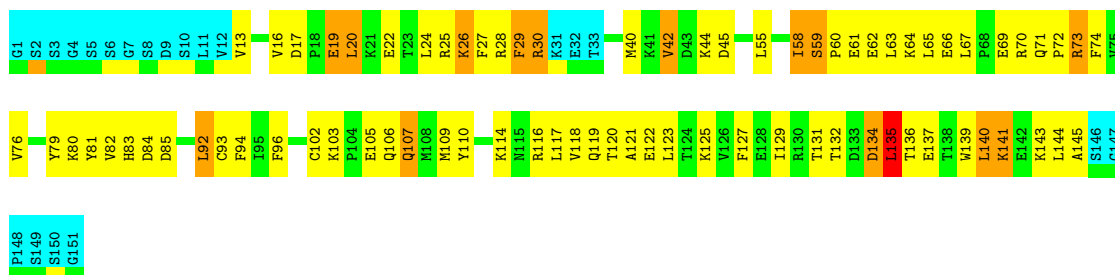 G1 S2 S3 G4 S5 S6 G7 S8 D9 S10 L11 V12 V13 V16 D17 P18 E19 L20 K21 E22 T23 L24 R25 K26 F27 R28 F29 R30 K31 E32 T33 M40 K41 V42 D43 K44 D45 L55 I58 S59 P60 E61 E62 L63 K64 L65 E66 L67 P68 E69 E70 Q71 P72 R73 F74 V75
V76 Y79 K80 Y81 V82 H83 D84 D85 L92 C93 F94 I95 F96 C102 K103 P104 E105 Q106 Q107 M108 M109 Y110 K114 N115 R116 L117 V118 Q119 T120 A121 E122 L123 T124 K125 V126 F127 E128 I129 R130 T131 T132 D133 D134 L135 T136 E137 T138 W139 L140 K141 E142 K143 L144 A145 S146 G147
P148 S149 S150 G151